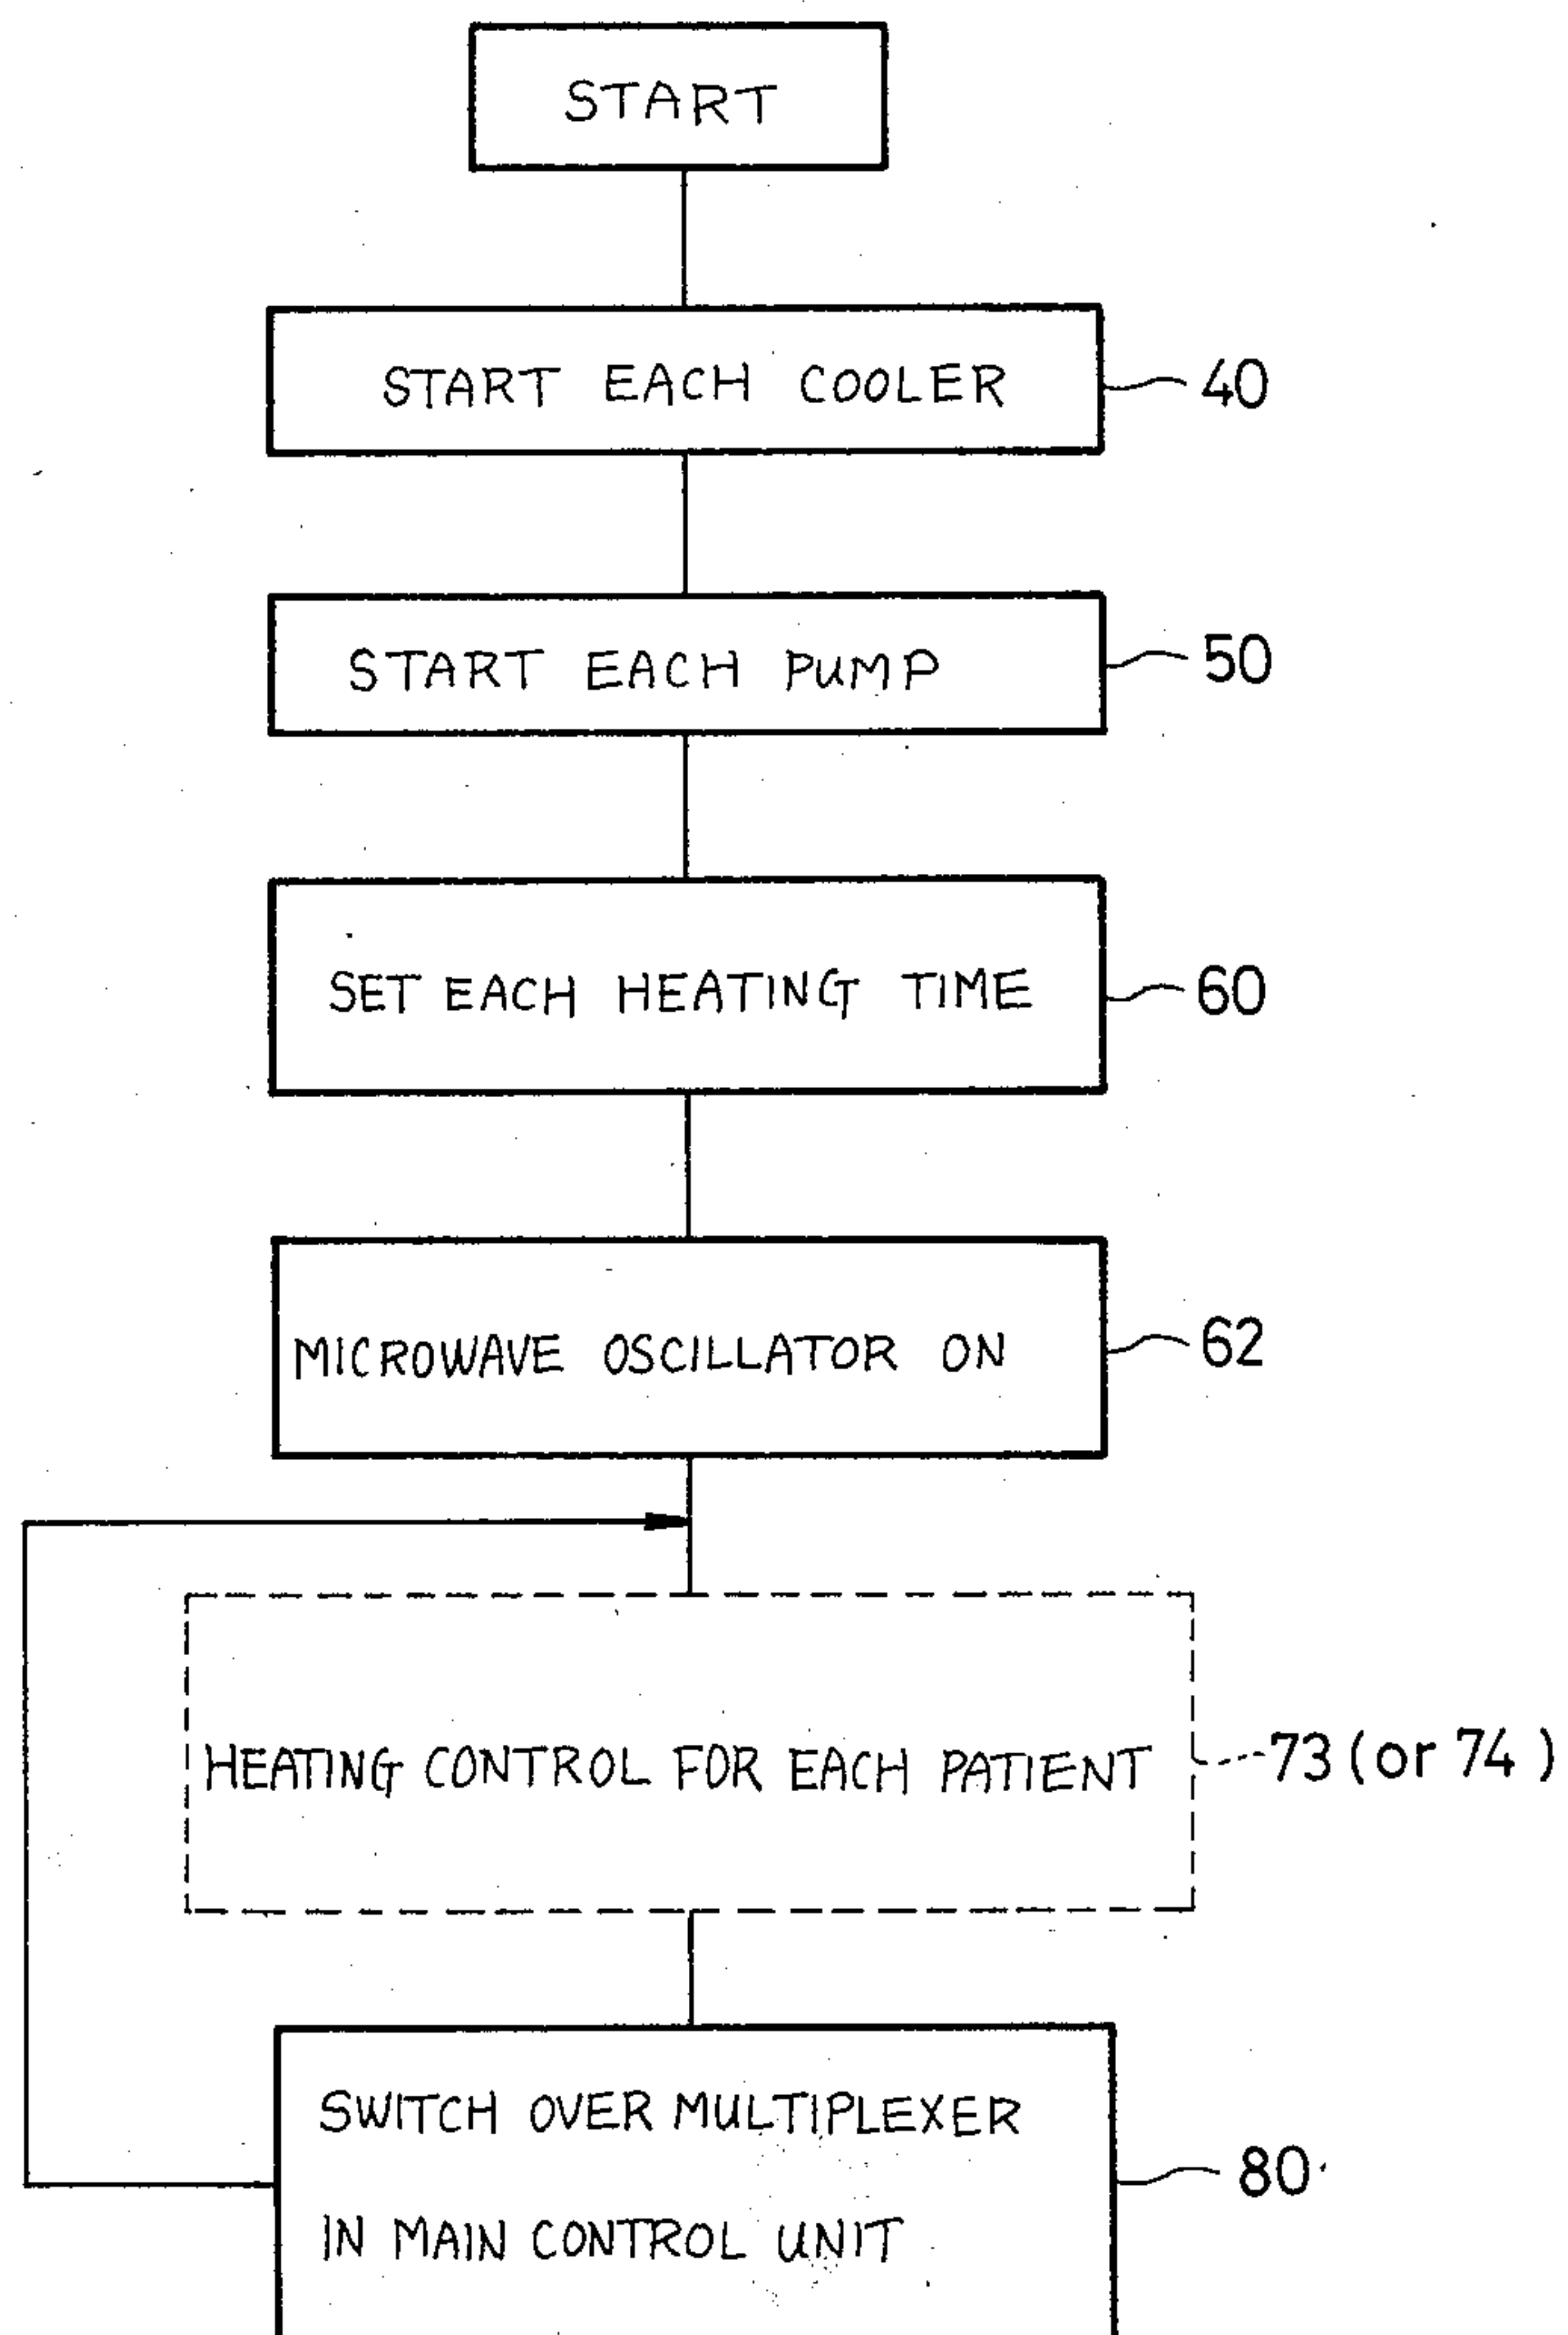 START
START EACH COOLER
40
START EACH PUMP
50
SET EACH HEATING TIME
60
MICROWAVE OSCILLATOR ON
62
HEATING CONTROL FOR EACH PATIENT
73 (or 74 )
SWITCH OVER MULTIPLEXER
IN MAIN CONTROL UNIT
80